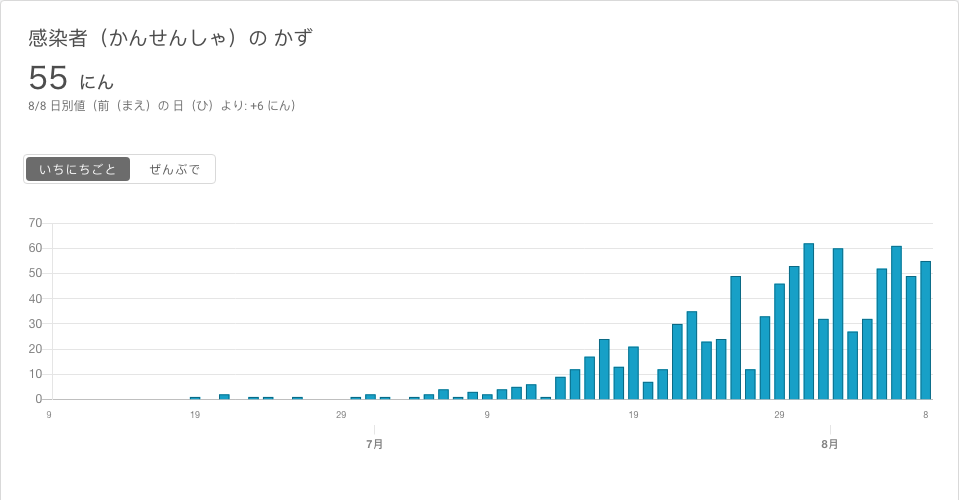 感染者（かんせんしゃ）の かず
55 にん
8/8 日別値（前（まえ）の 日（ひ）より: +6 にん）
いちにちごと ぜんぶで
70
60
50
40
30
20
10
0
9 19 29 9 19 29 8
7月 8月